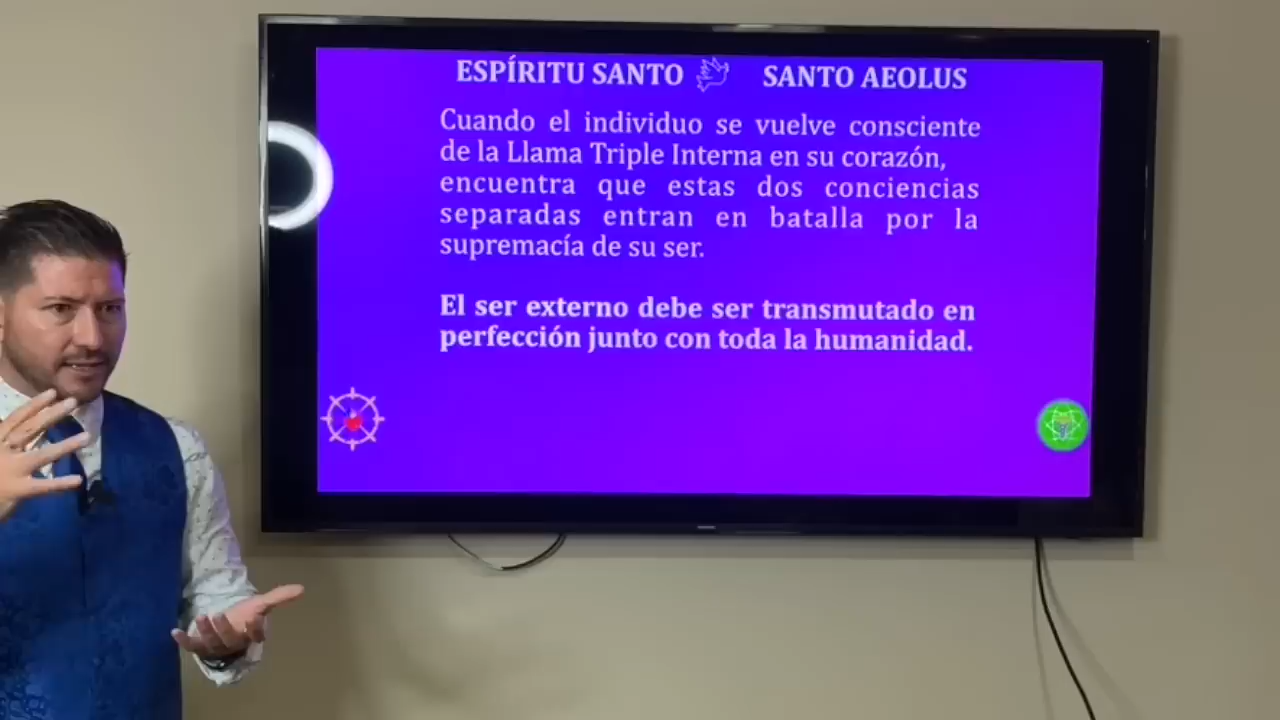 ESPÍRITU SANTO SANTO AEOLUS
Cuando el individuo se vuelve consciente
de la Llama Triple Interna en su corazón,
encuentra que estas dos conciencias
separadas entran en batalla por la
supremacía de su ser.
El ser externo debe ser transmutado en
perfección junto con toda la humanidad.